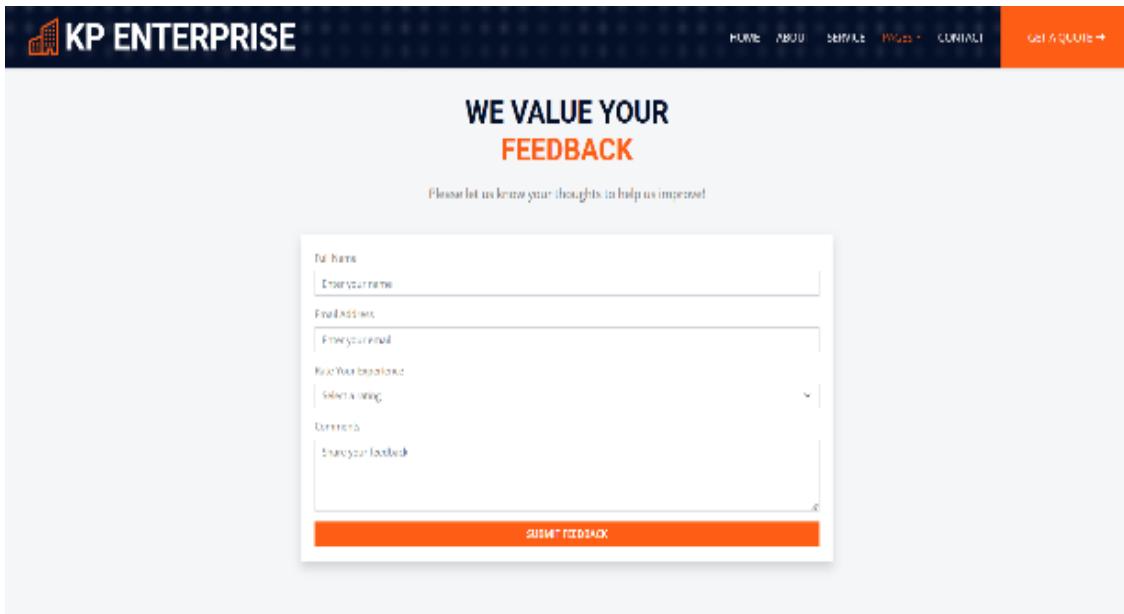 KP ENTERPRISE
HOME ABOUT SERVICE PAGES CONTACT GET A QUOTE
WE VALUE YOUR
FEEDBACK
Please let us know your thoughts to help us improve!
Full Name
Enter your name
Email Address
Enter your email
Rate Your Experience
Select a rating
Comments
Share your feedback
SUBMIT FEEDBACK